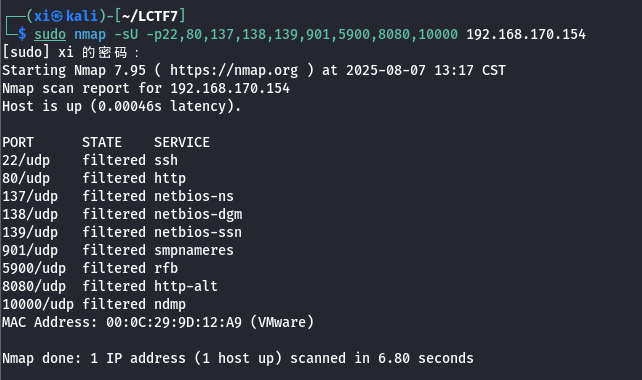 ┌──(xi㉿kali)-[~/LCTF7]
└─$ sudo nmap -sU -p22,80,137,138,139,901,5900,8080,10000 192.168.170.154
[sudo] xi 的密码：
Starting Nmap 7.95 ( https://nmap.org ) at 2025-08-07 13:17 CST
Nmap scan report for 192.168.170.154
Host is up (0.00046s latency).

PORT      STATE    SERVICE
22/udp    filtered ssh
80/udp    filtered http
137/udp   filtered netbios-ns
138/udp   filtered netbios-dgm
139/udp   filtered netbios-ssn
901/udp   filtered smpnameres
5900/udp  filtered rfb
8080/udp  filtered http-alt
10000/udp filtered ndmp
MAC Address: 00:0C:29:9D:12:A9 (VMware)

Nmap done: 1 IP address (1 host up) scanned in 6.80 seconds